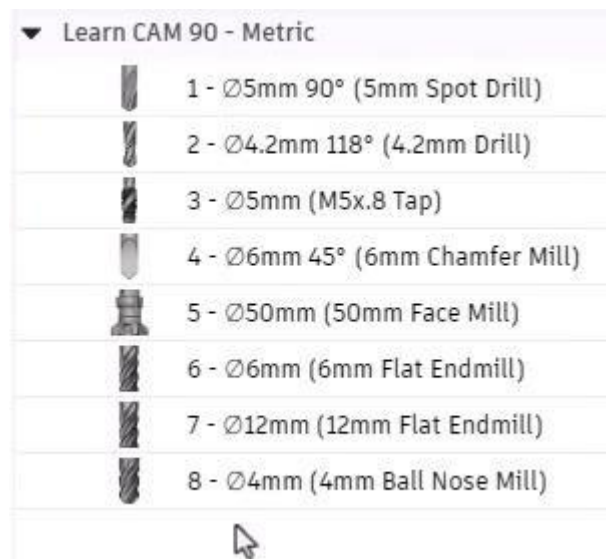 Learn CAM 90 - Metric
1 - ∅5mm 90° (5mm Spot Drill)
2 - ∅4.2mm 118° (4.2mm Drill)
3 - ∅5mm (M5x.8 Tap)
4 - ∅6mm 45° (6mm Chamfer Mill)
5 - ∅50mm (50mm Face Mill)
6 - ∅6mm (6mm Flat Endmill)
7 - ∅12mm (12mm Flat Endmill)
8 - ∅4mm (4mm Ball Nose Mill)